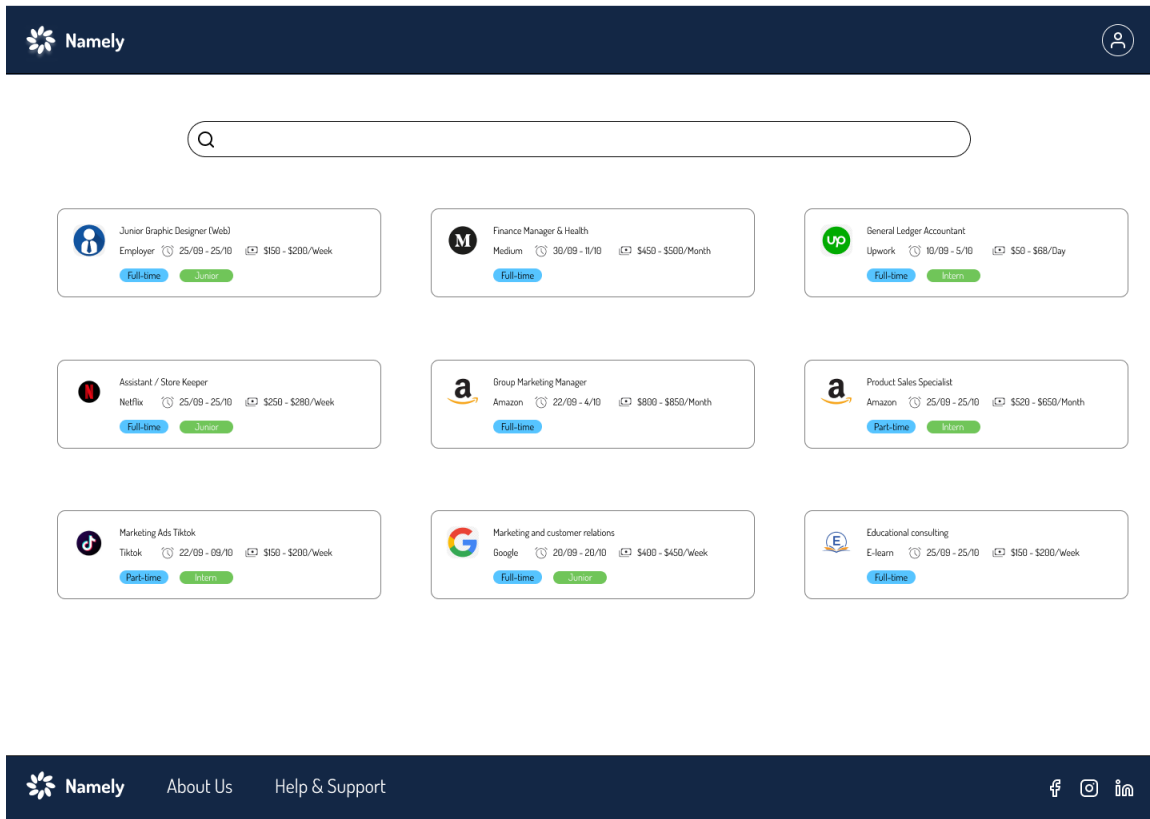 Namely
Junior Graphic Designer (Web)
Employer 25/09 - 25/10 $150 - $200/Week
Full-time Junior
M
Finance Manager & Health
Medium 30/09 - 11/10 $450 - $500/Month
Full-time
up
General Ledger Accountant
Upwork 10/09 - 5/10 $50 - $68/Day
Full-time Intern
N
Assistant / Store Keeper
Netflix 25/09 - 25/10 $250 - $280/Week
Full-time Junior
a
Group Marketing Manager
Amazon 22/09 - 4/10 $800 - $850/Month
Full-time
a
Product Sales Specialist
Amazon 25/09 - 25/10 $520 - $650/Month
Part-time Intern
Marketing Ads Tiktok
Tiktok 22/09 - 09/10 $150 - $200/Week
Part-time Intern
G
Marketing and customer relations
Google 20/09 - 20/10 $400 - $450/Week
Full-time Junior
E
Educational consulting
E-learn 25/09 - 25/10 $150 - $200/Week
Full-time
Namely About Us Help & Support f in